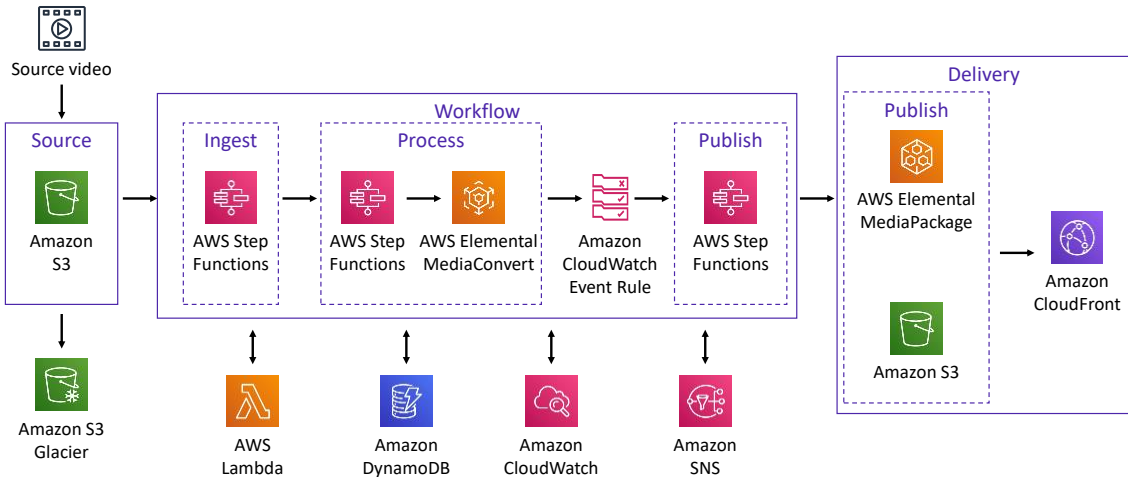 Source video
Source
Amazon
S3
Amazon S3
Glacier
Workflow
Ingest
AWS Step
Functions
Process
AWS Step
Functions
AWS Elemental
MediaConvert
Amazon
CloudWatch
Event Rule
Publish
AWS Step
Functions
AWS
Lambda
Amazon
DynamoDB
Amazon
CloudWatch
Amazon
SNS
Delivery
Publish
AWS Elemental
MediaPackage
Amazon S3
Amazon
CloudFront